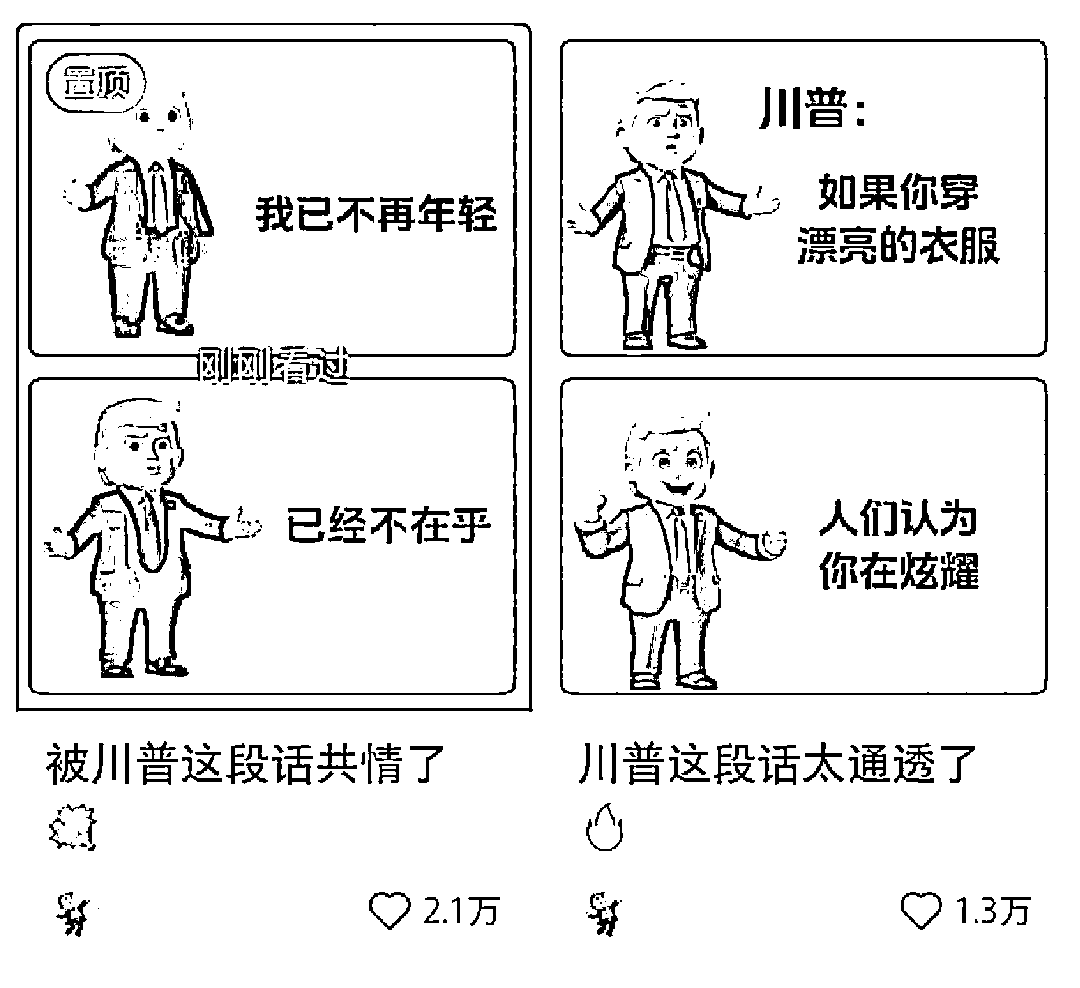 置顶
我已不再年轻
刚刚看过
已经不在乎
被川普这段话共情了
2.1万
川普：
如果你穿
漂亮的衣服
人们认为
你在炫耀
川普这段话太通透了
1.3万